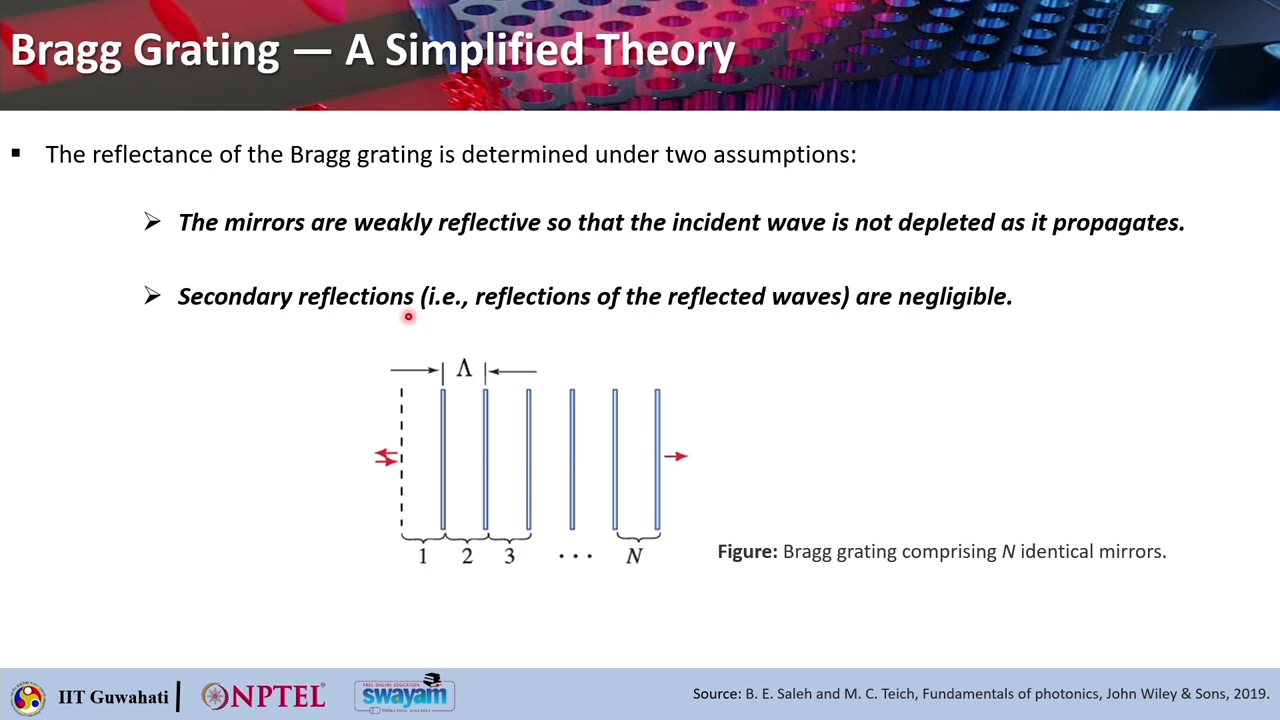 Bragg Grating — A Simplified Theory
▪ The reflectance of the Bragg grating is determined under two assumptions:
➢ The mirrors are weakly reflective so that the incident wave is not depleted as it propagates.
➢ Secondary reflections (i.e., reflections of the reflected waves) are negligible.
Λ
1 2 3 ··· N
Figure: Bragg grating comprising N identical mirrors.
IIT Guwahati
NPTEL
FREE ONLINE EDUCATION
swayam
Source: B. E. Saleh and M. C. Teich, Fundamentals of photonics, John Wiley & Sons, 2019.